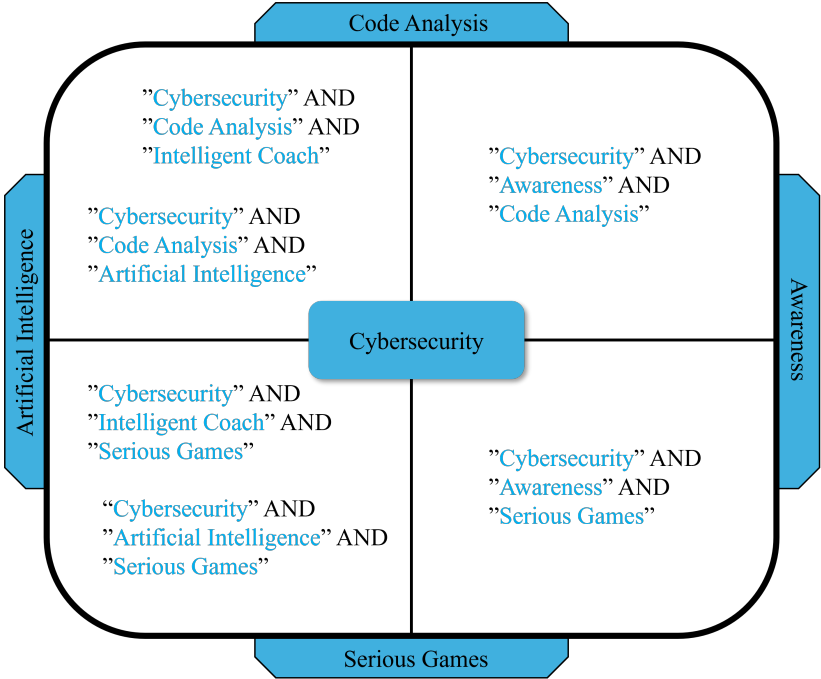 Code Analysis
”Cybersecurity” AND
”Code Analysis” AND
”Intelligent Coach”
”Cybersecurity” AND
”Code Analysis” AND
”Artificial Intelligence”
”Cybersecurity” AND
”Awareness” AND
”Code Analysis”
Artificial Intelligence
Cybersecurity
Awareness
”Cybersecurity” AND
”Intelligent Coach” AND
”Serious Games”
“Cybersecurity” AND
”Artificial Intelligence” AND
”Serious Games”
”Cybersecurity” AND
”Awareness” AND
”Serious Games”
Serious Games